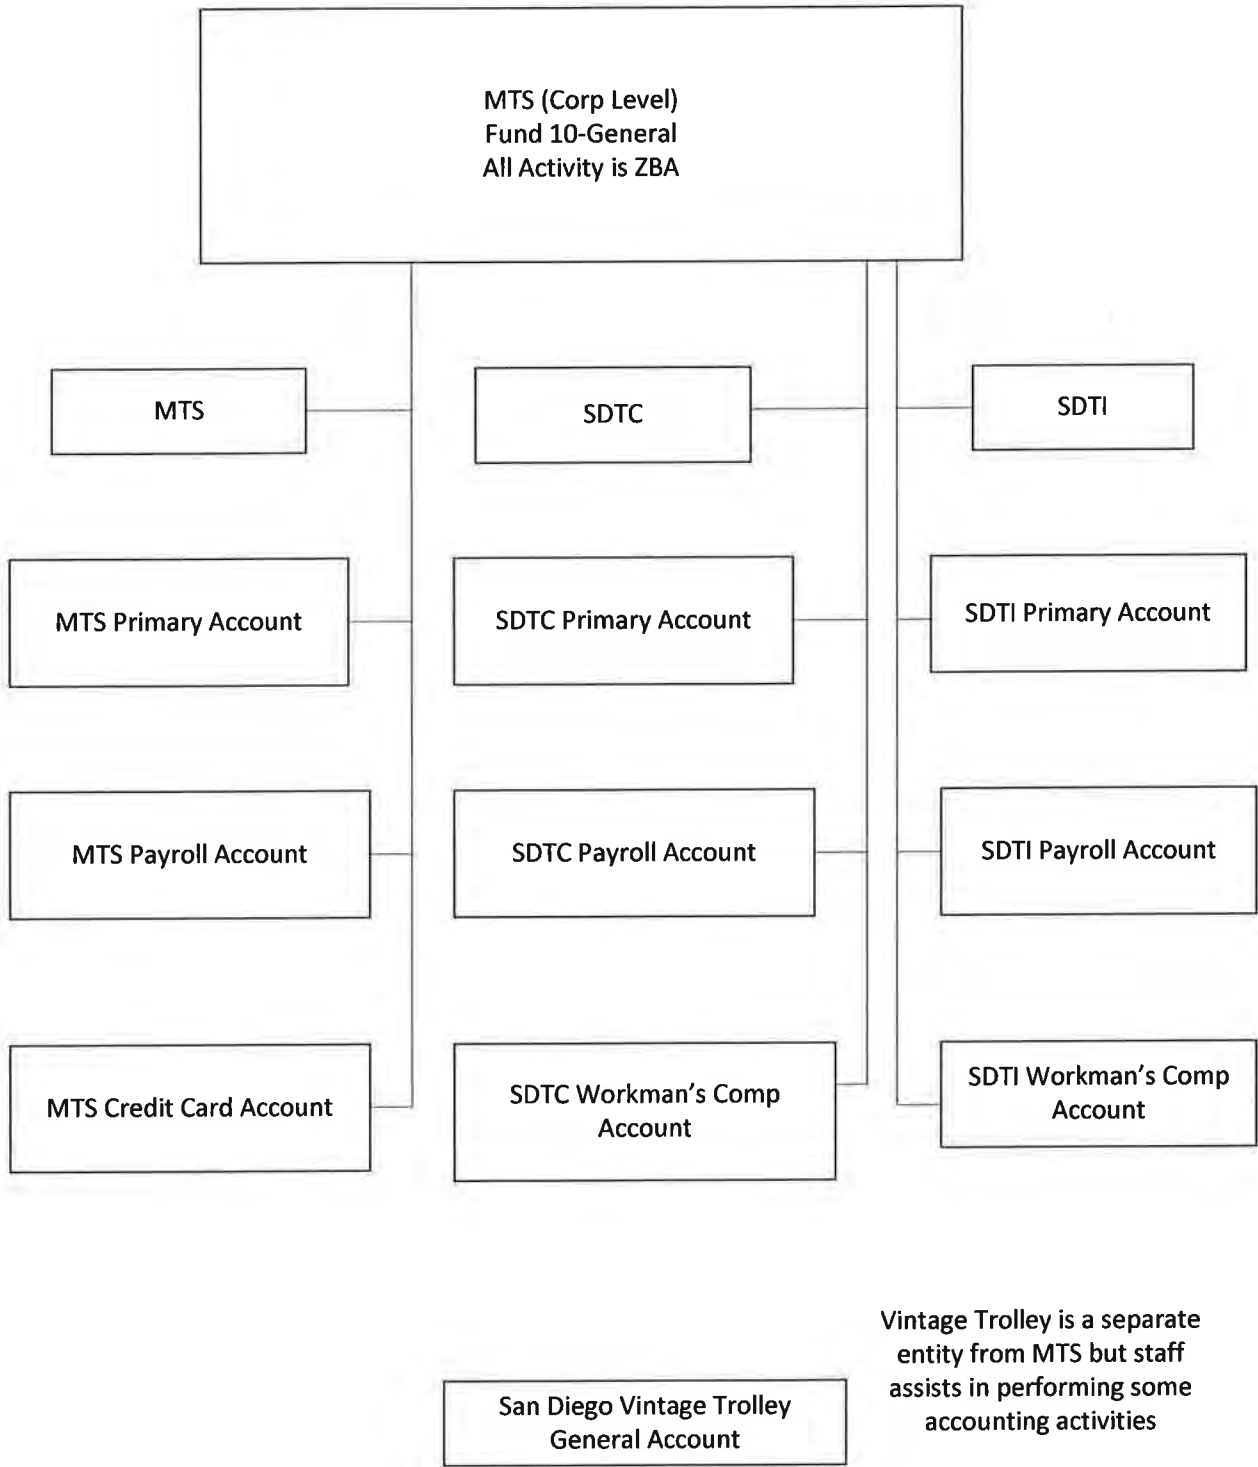 MTS (Corp Level)
Fund 10-General
All Activity is ZBA
MTS
SDTC
SDTI
MTS Primary Account
SDTC Primary Account
SDTI Primary Account
MTS Payroll Account
SDTC Payroll Account
SDTI Payroll Account
MTS Credit Card Account
SDTC Workman's Comp
Account
SDTI Workman's Comp
Account
Vintage Trolley is a separate
entity from MTS but staff
assists in performing some
accounting activities
San Diego Vintage Trolley
General Account